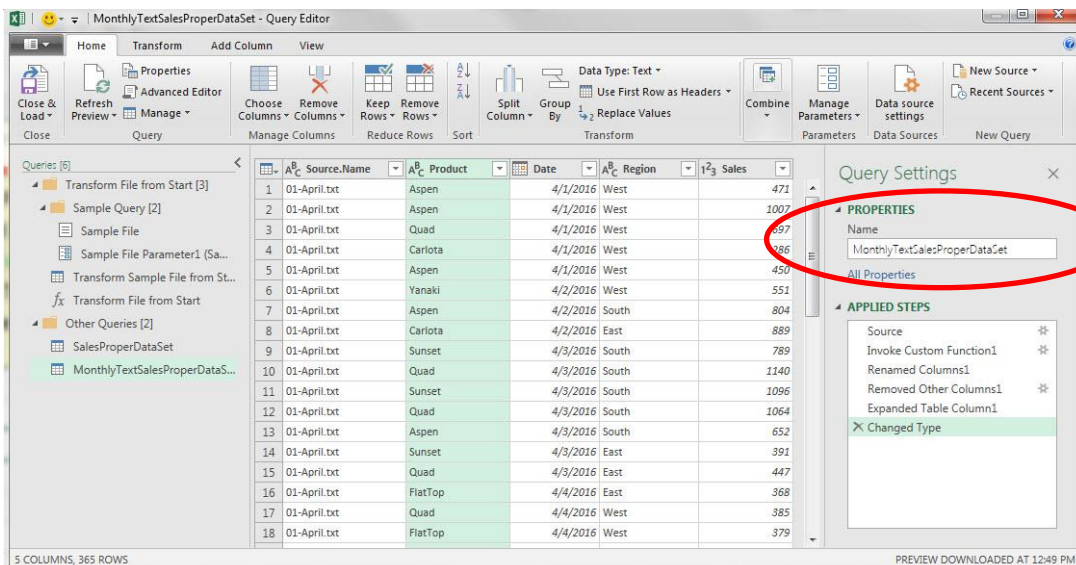 MonthlyTextSalesProperDataSet - Query Editor
Home Transform Add Column View
Close & Load
Refresh Preview
Properties
Advanced Editor
Manage
Choose Columns
Remove Columns
Keep Rows
Remove Rows
Split Column
Group By
Data Type: Text
Use First Row as Headers
Replace Values
Combine
Manage Parameters
Data source settings
New Source
Recent Sources
Close Query Manage Columns Reduce Rows Sort Transform Parameters Data Sources New Query
Queries [6]
Transform File from Start [3]
Sample Query [2]
Sample File
Sample File Parameter1 (Sa...
Transform Sample File from St...
fx Transform File from Start
Other Queries [2]
SalesProperDataSet
MonthlyTextSalesProperDataS...
Source.Name Product Date Region Sales
1 01-April.txt Aspen 4/1/2016 West 471
2 01-April.txt Aspen 4/1/2016 West 1007
3 01-April.txt Quad 4/1/2016 West 697
4 01-April.txt Carlota 4/1/2016 West 286
5 01-April.txt Aspen 4/1/2016 West 450
6 01-April.txt Yanaki 4/2/2016 West 551
7 01-April.txt Aspen 4/2/2016 South 804
8 01-April.txt Carlota 4/2/2016 East 889
9 01-April.txt Sunset 4/3/2016 South 789
10 01-April.txt Quad 4/3/2016 South 1140
11 01-April.txt Sunset 4/3/2016 South 1096
12 01-April.txt Quad 4/3/2016 South 1064
13 01-April.txt Aspen 4/3/2016 South 652
14 01-April.txt Sunset 4/3/2016 East 391
15 01-April.txt Quad 4/3/2016 East 447
16 01-April.txt FlatTop 4/4/2016 East 368
17 01-April.txt Quad 4/4/2016 West 385
18 01-April.txt FlatTop 4/4/2016 West 379
Query Settings
PROPERTIES
Name
MonthlyTextSalesProperDataSet
All Properties
APPLIED STEPS
Source
Invoke Custom Function1
Renamed Columns1
Removed Other Columns1
Expanded Table Column1
Changed Type
5 COLUMNS, 365 ROWS
PREVIEW DOWNLOADED AT 12:49 PM